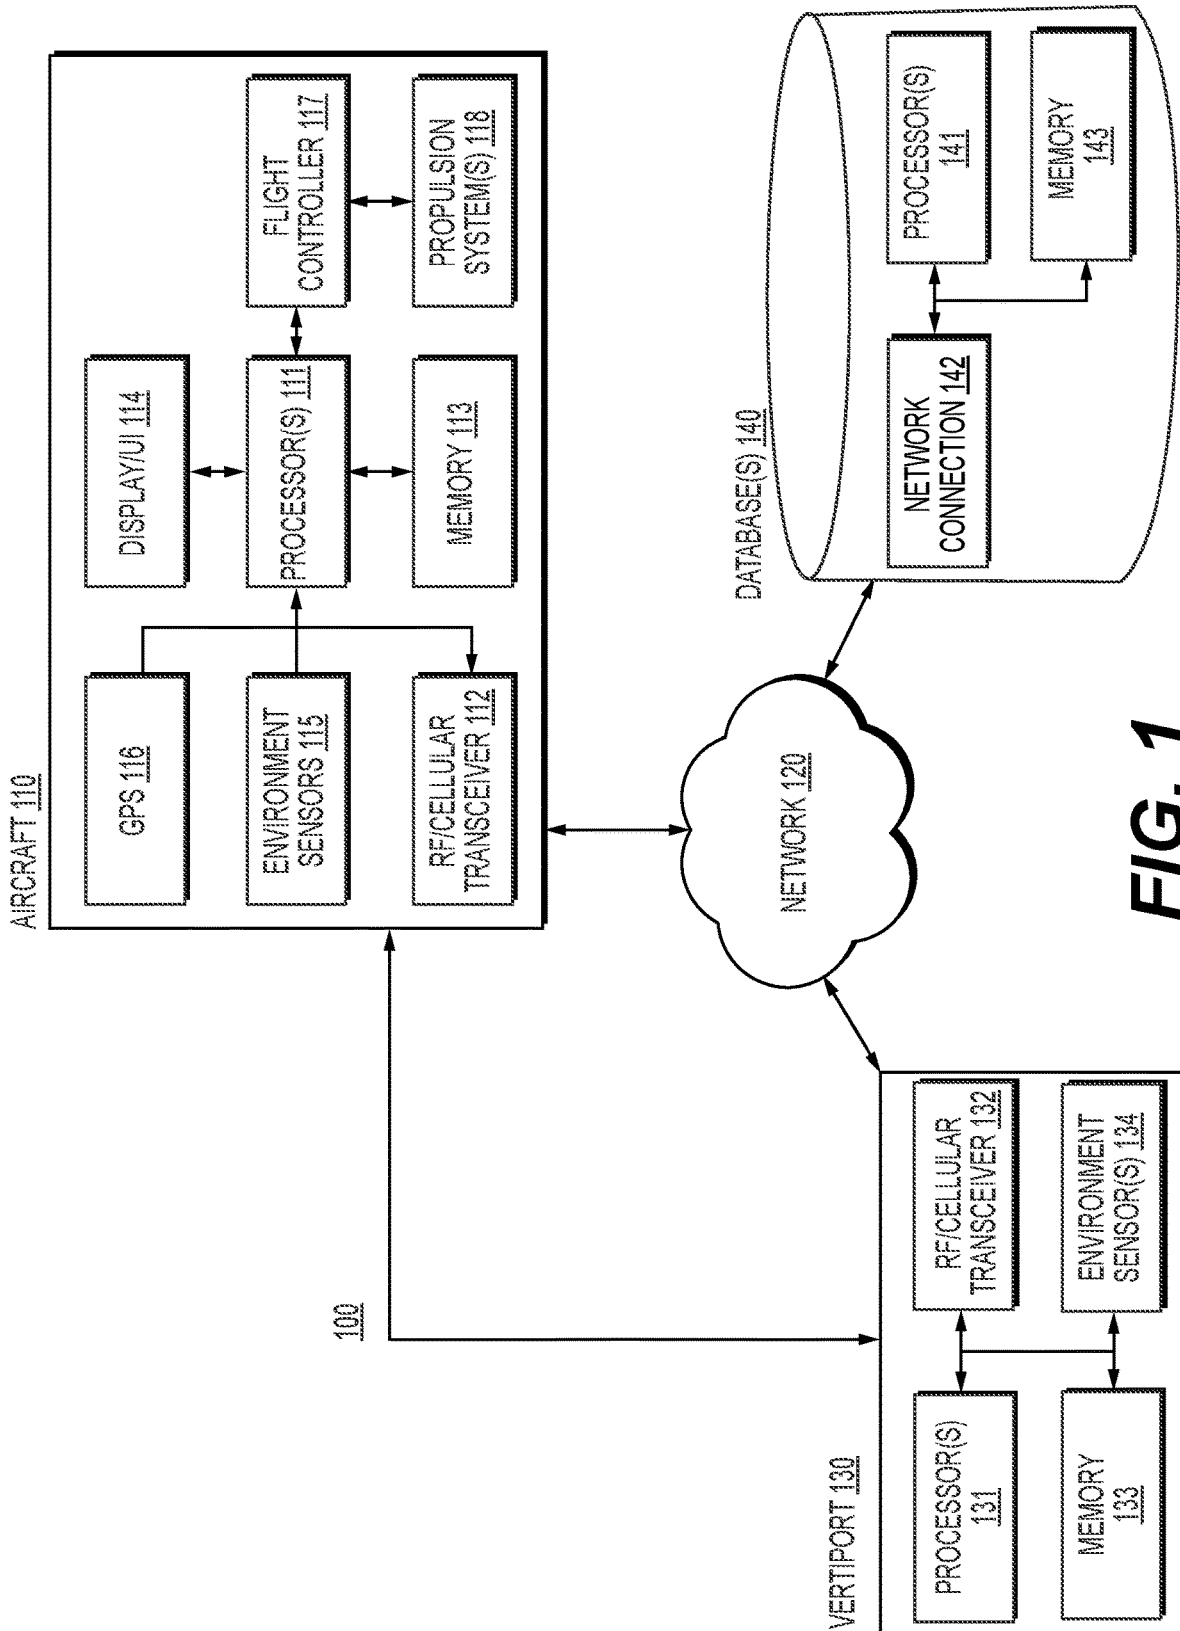 100
AIRCRAFT 110
GPS 116
ENVIRONMENT
SENSORS 115
RF/CELLULAR
TRANSCEIVER 112
DISPLAY/UI 114
PROCESSOR(S) 111
MEMORY 113
FLIGHT
CONTROLLER 117
PROPULSION
SYSTEM(S) 118
NETWORK 120
VERTIPORT 130
PROCESSOR(S)
131
RF/CELLULAR
TRANSCEIVER 132
MEMORY
133
ENVIRONMENT
SENSOR(S) 134
DATABASE(S) 140
NETWORK
CONNECTION 142
PROCESSOR(S)
141
MEMORY
143
FIG. 1